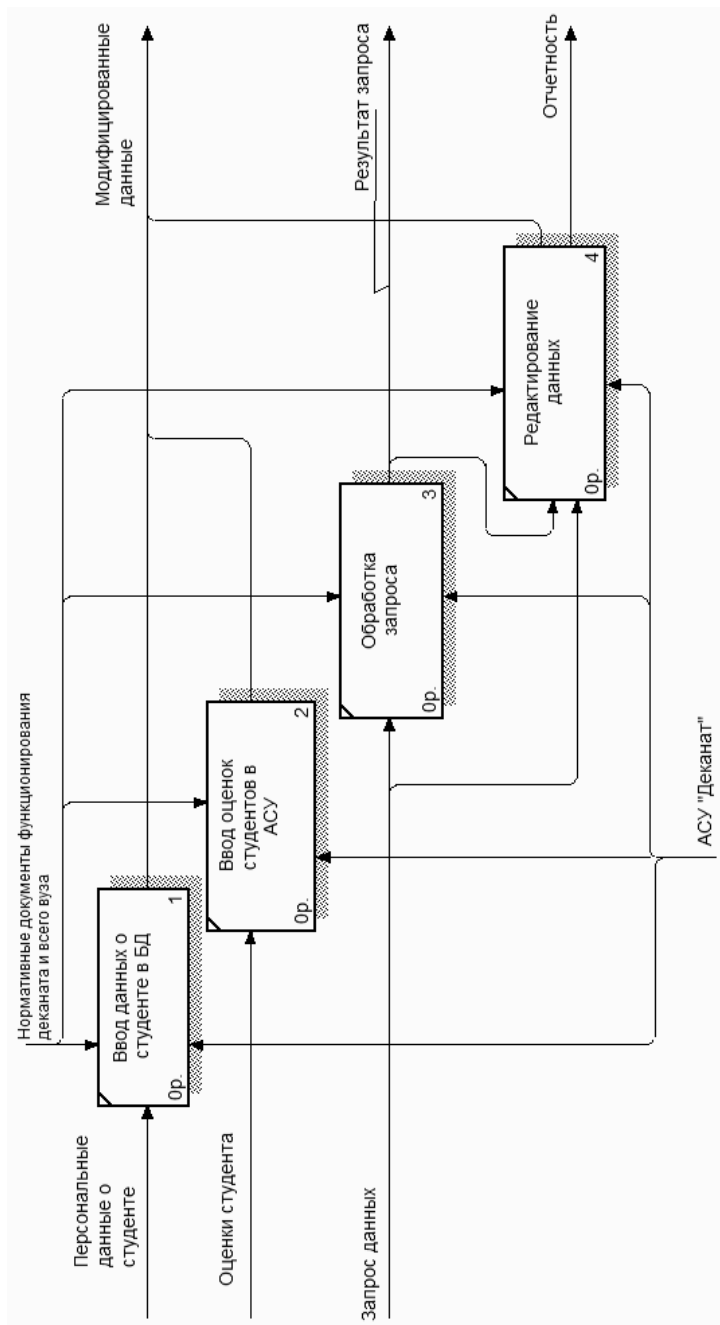 Нормативные документы функционирования
деканата и всего вуза
Персональные
данные о
студенте
Оценки студента
Запрос данных
Ввод данных о
студенте в БД
0р.
1
Ввод оценок
студентов в
АСУ
0р.
2
Обработка
запроса
0р.
3
Редактирование
данных
0р.
4
Модифицированные
данные
Результат запроса
Отчетность
АСУ "Деканат"